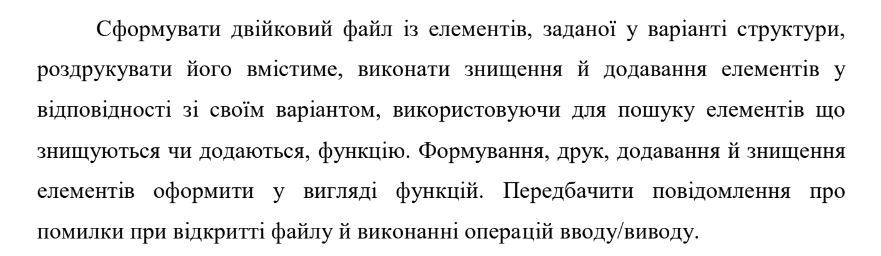 Сформувати двійковий файл із елементів, заданої у варіанті структури,
роздрукувати його вмістиме, виконати знищення й додавання елементів у
відповідності зі своїм варіантом, використовуючи для пошуку елементів що
знищуються чи додаються, функцію. Формування, друк, додавання й знищення
елементів оформити у вигляді функцій. Передбачити повідомлення про
помилки при відкритті файлу й виконанні операцій вводу/виводу.